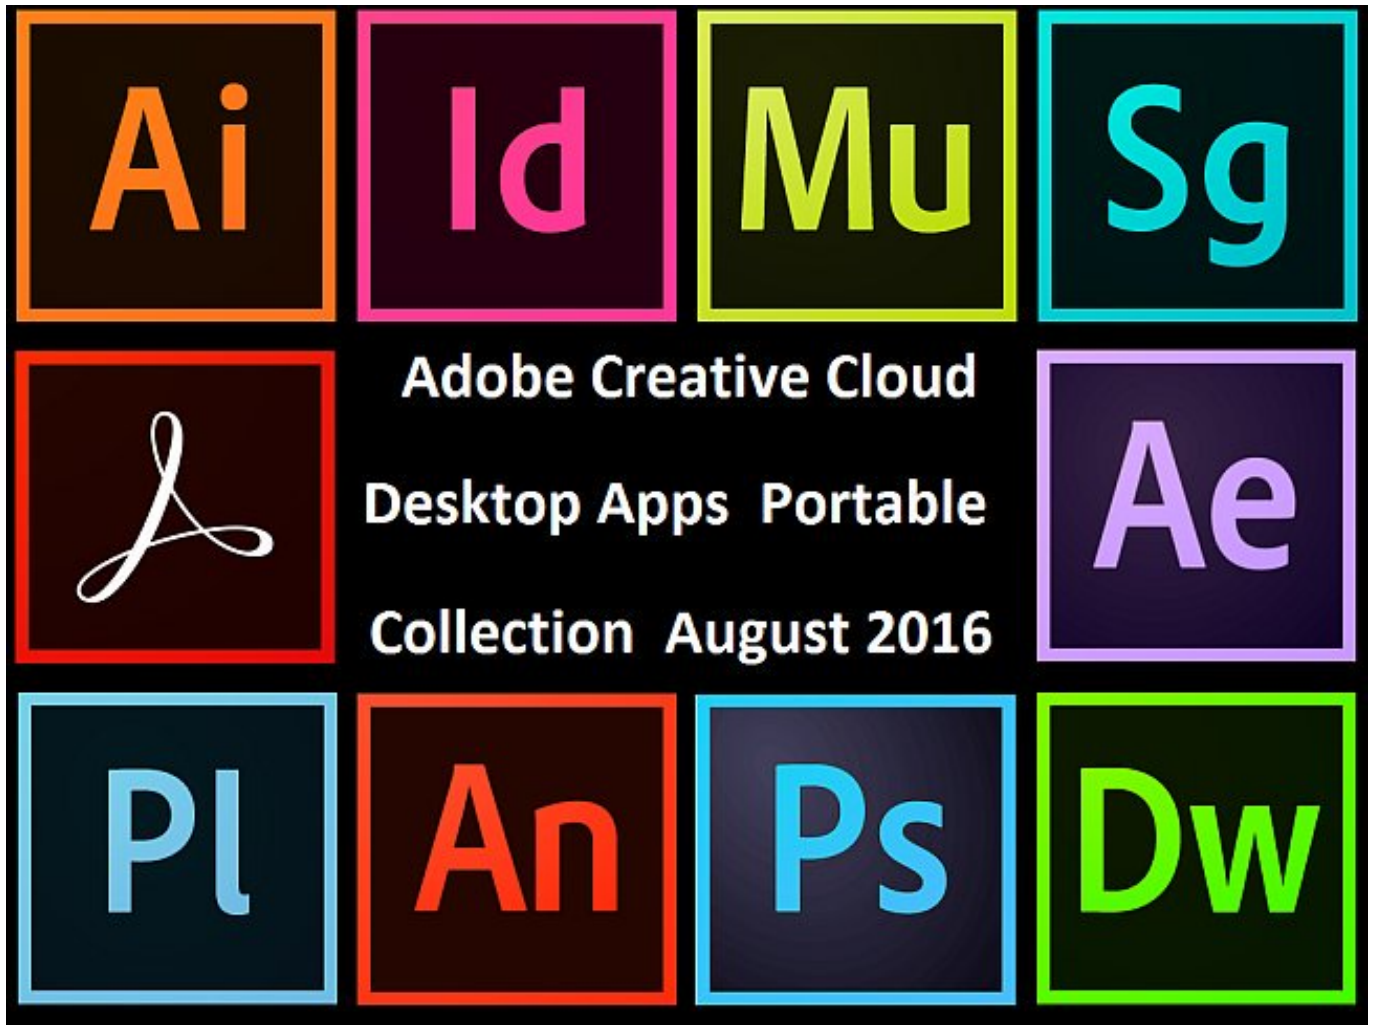 Ai Id Mu Sg
Adobe Creative Cloud
Desktop Apps Portable
Collection August 2016
Ae
Pl An Ps Dw